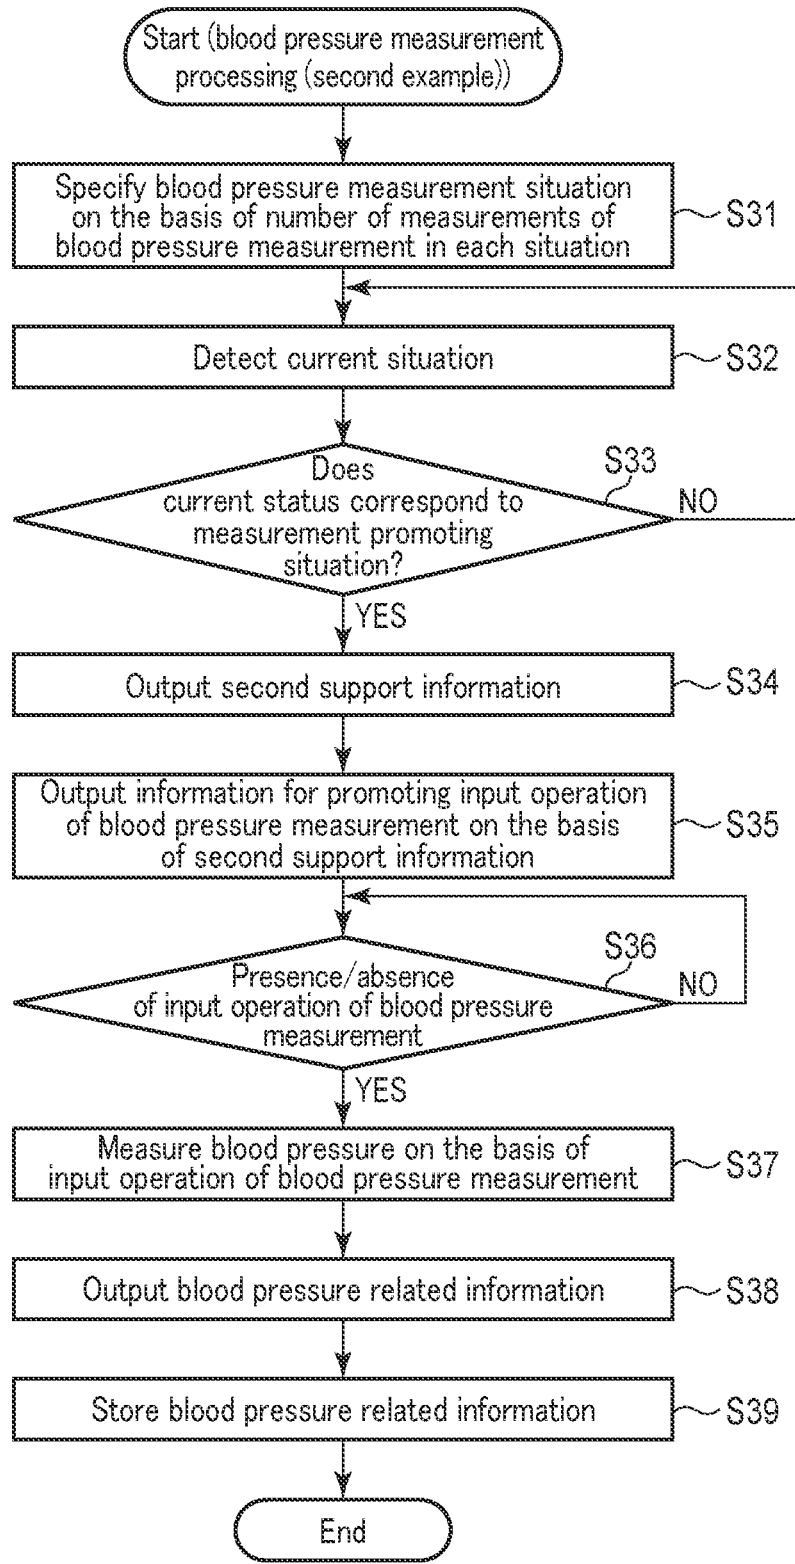 Start (blood pressure measurement
processing (second example))
Specify blood pressure measurement situation
on the basis of number of measurements of
blood pressure measurement in each situation
S31
Detect current situation
S32
Does
current status correspond to
measurement promoting
situation?
S33
NO
YES
Output second support information
S34
Output information for promoting input operation
of blood pressure measurement on the basis
of second support information
S35
Presence/absence
of input operation of blood pressure
measurement
S36
NO
YES
Measure blood pressure on the basis of
input operation of blood pressure measurement
S37
Output blood pressure related information
S38
Store blood pressure related information
S39
End